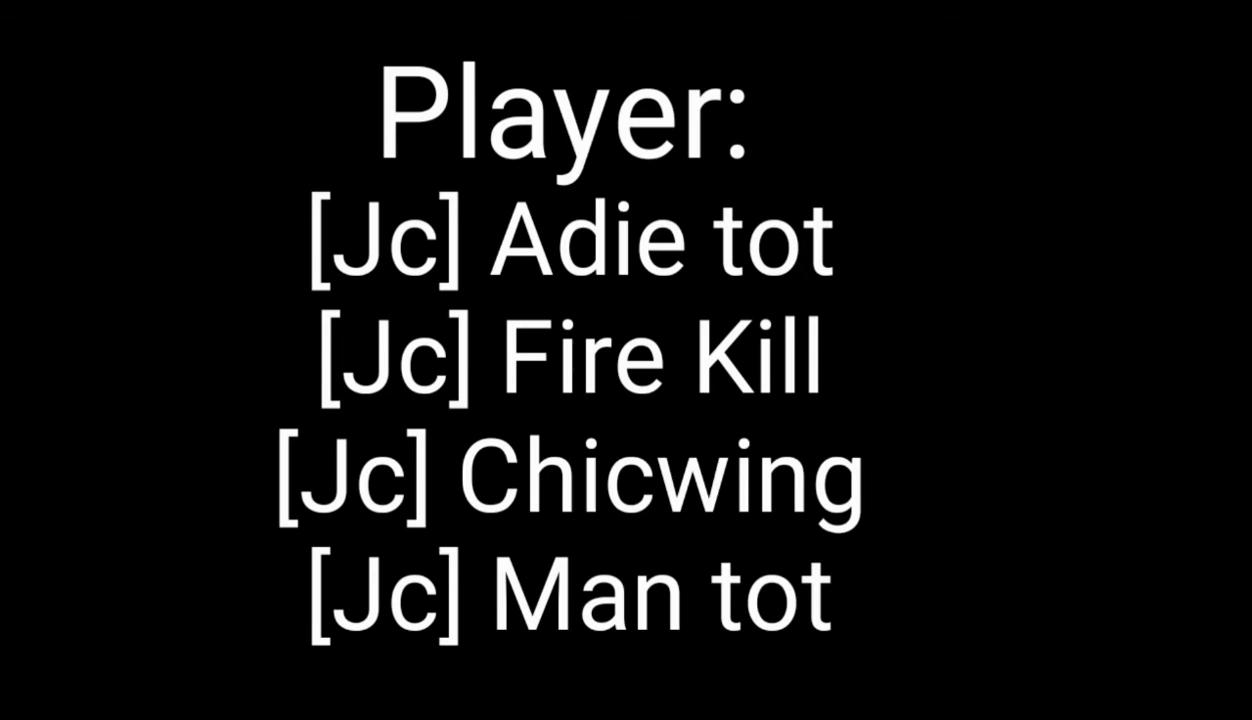 Player:
[Jc] Adie tot
[Jc] Fire Kill
[Jc] Chicwing
[Jc] Man tot